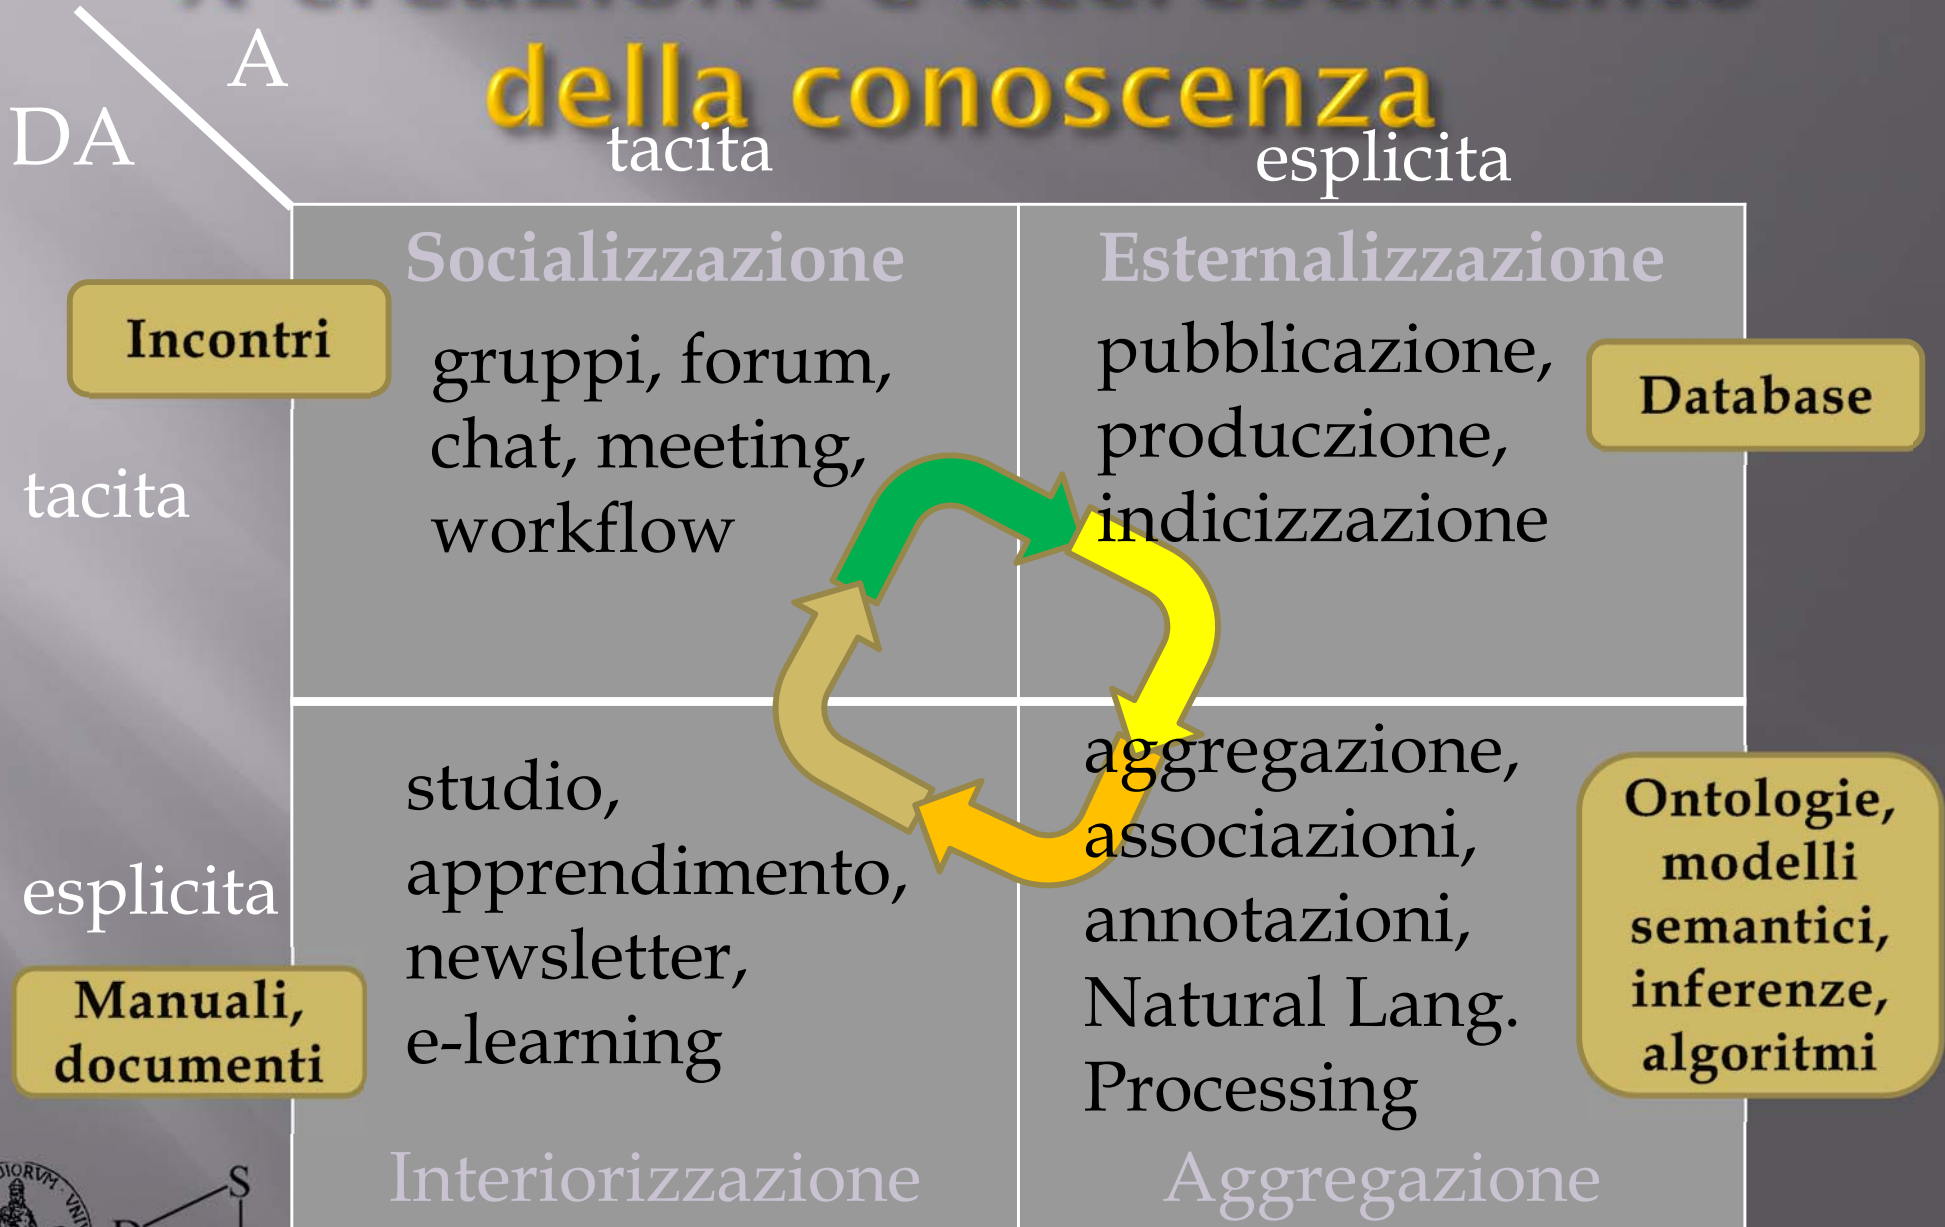 della conoscenza
A
DA
tacita
esplicita
Socializzazione
Esternalizzazione
Incontri
gruppi, forum,
chat, meeting,
workflow
pubblicazione,
produczione,
indicizzazione
Database
tacita
studio,
apprendimento,
newsletter,
e-learning
aggregazione,
associazioni,
annotazioni,
Natural Lang.
Processing
esplicita
Manuali,
documenti
Ontologie,
modelli
semantici,
inferenze,
algoritmi
Interiorizzazione
Aggregazione
S